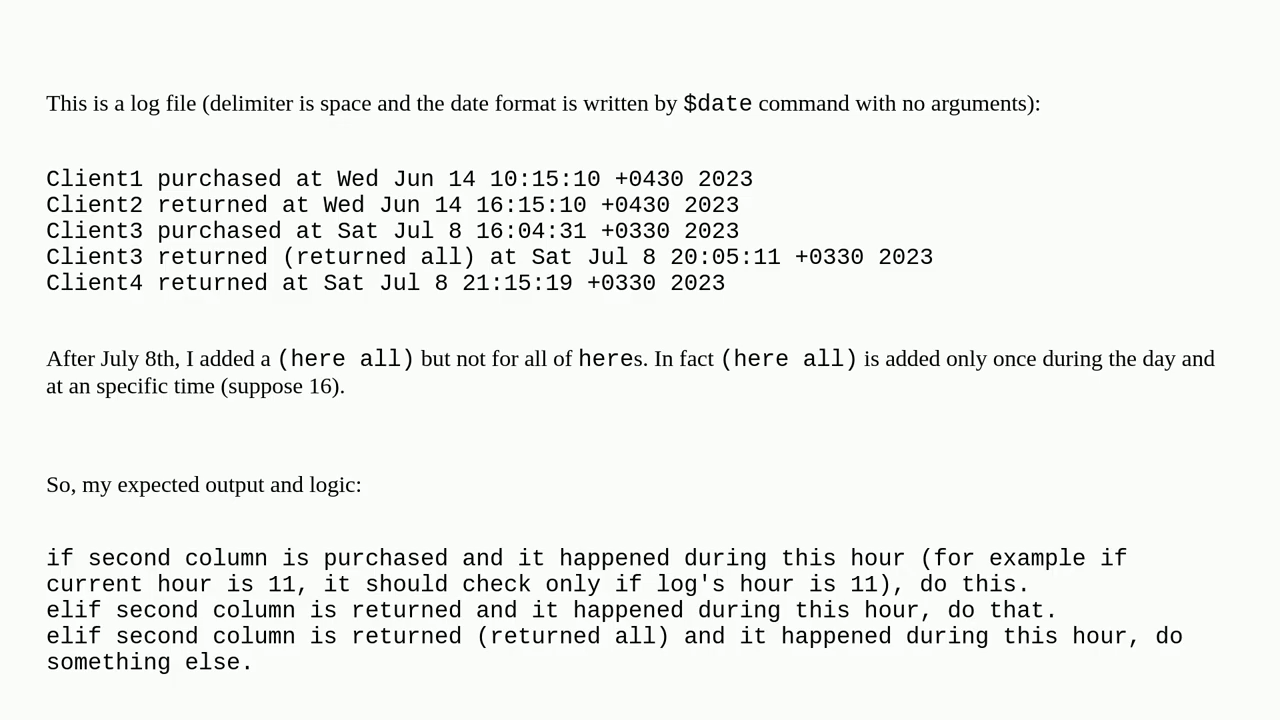 This is a log file (delimiter is space and the date format is written by $date command with no arguments):
Client1 purchased at Wed Jun 14 10:15:10 +0430 2023
Client2 returned at Wed Jun 14 16:15:10 +0430 2023
Client3 purchased at Sat Jul 8 16:04:31 +0330 2023
Client3 returned (returned all) at Sat Jul 8 20:05:11 +0330 2023
Client4 returned at Sat Jul 8 21:15:19 +0330 2023
After July 8th, I added a (here all) but not for all of heres. In fact (here all) is added only once during the day and
at an specific time (suppose 16).
So, my expected output and logic:
if second column is purchased and it happened during this hour (for example if
current hour is 11, it should check only if log's hour is 11), do this.
elif second column is returned and it happened during this hour, do that.
elif second column is returned (returned all) and it happened during this hour, do
something else.